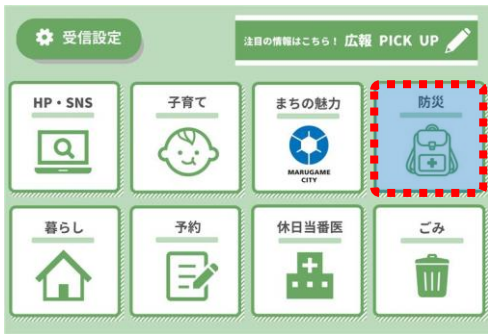 受信設定
注目の情報はこちら! 広報 PICK UP
HP・SNS
子育て
まちの魅力
防災
MARUGAME
CITY
暮らし
予約
休日当番医
ごみ